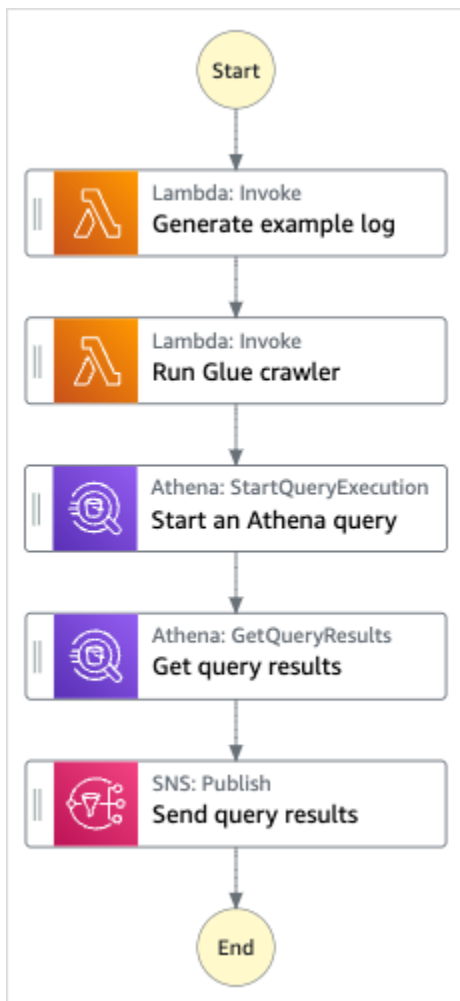 Start
Lambda: Invoke
Generate example log
Lambda: Invoke
Run Glue crawler
Athena: StartQueryExecution
Start an Athena query
Athena: GetQueryResults
Get query results
SNS: Publish
Send query results
End